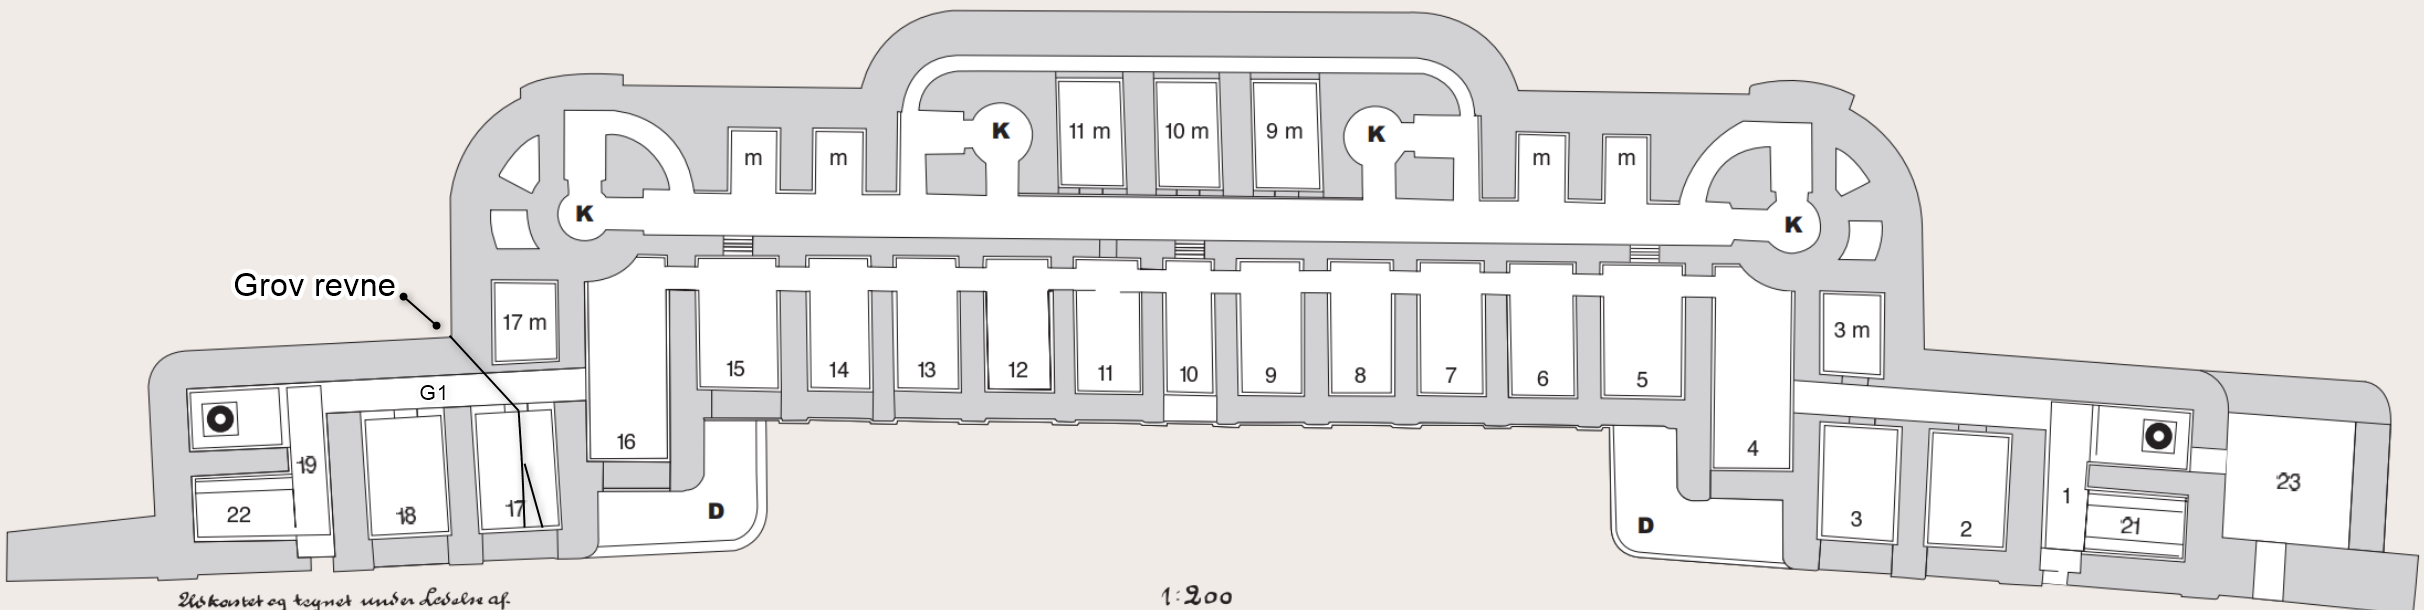 K
11 m
10 m
9 m
K
m
m
m
m
K
K
Grov revne
17 m
3 m
G1
15
14
13
12
11
10
9
8
7
6
5
16
4
19
22
18
17
D
D
3
2
1
21
23
Udkastet og tegnet under Ledelse af
1:200